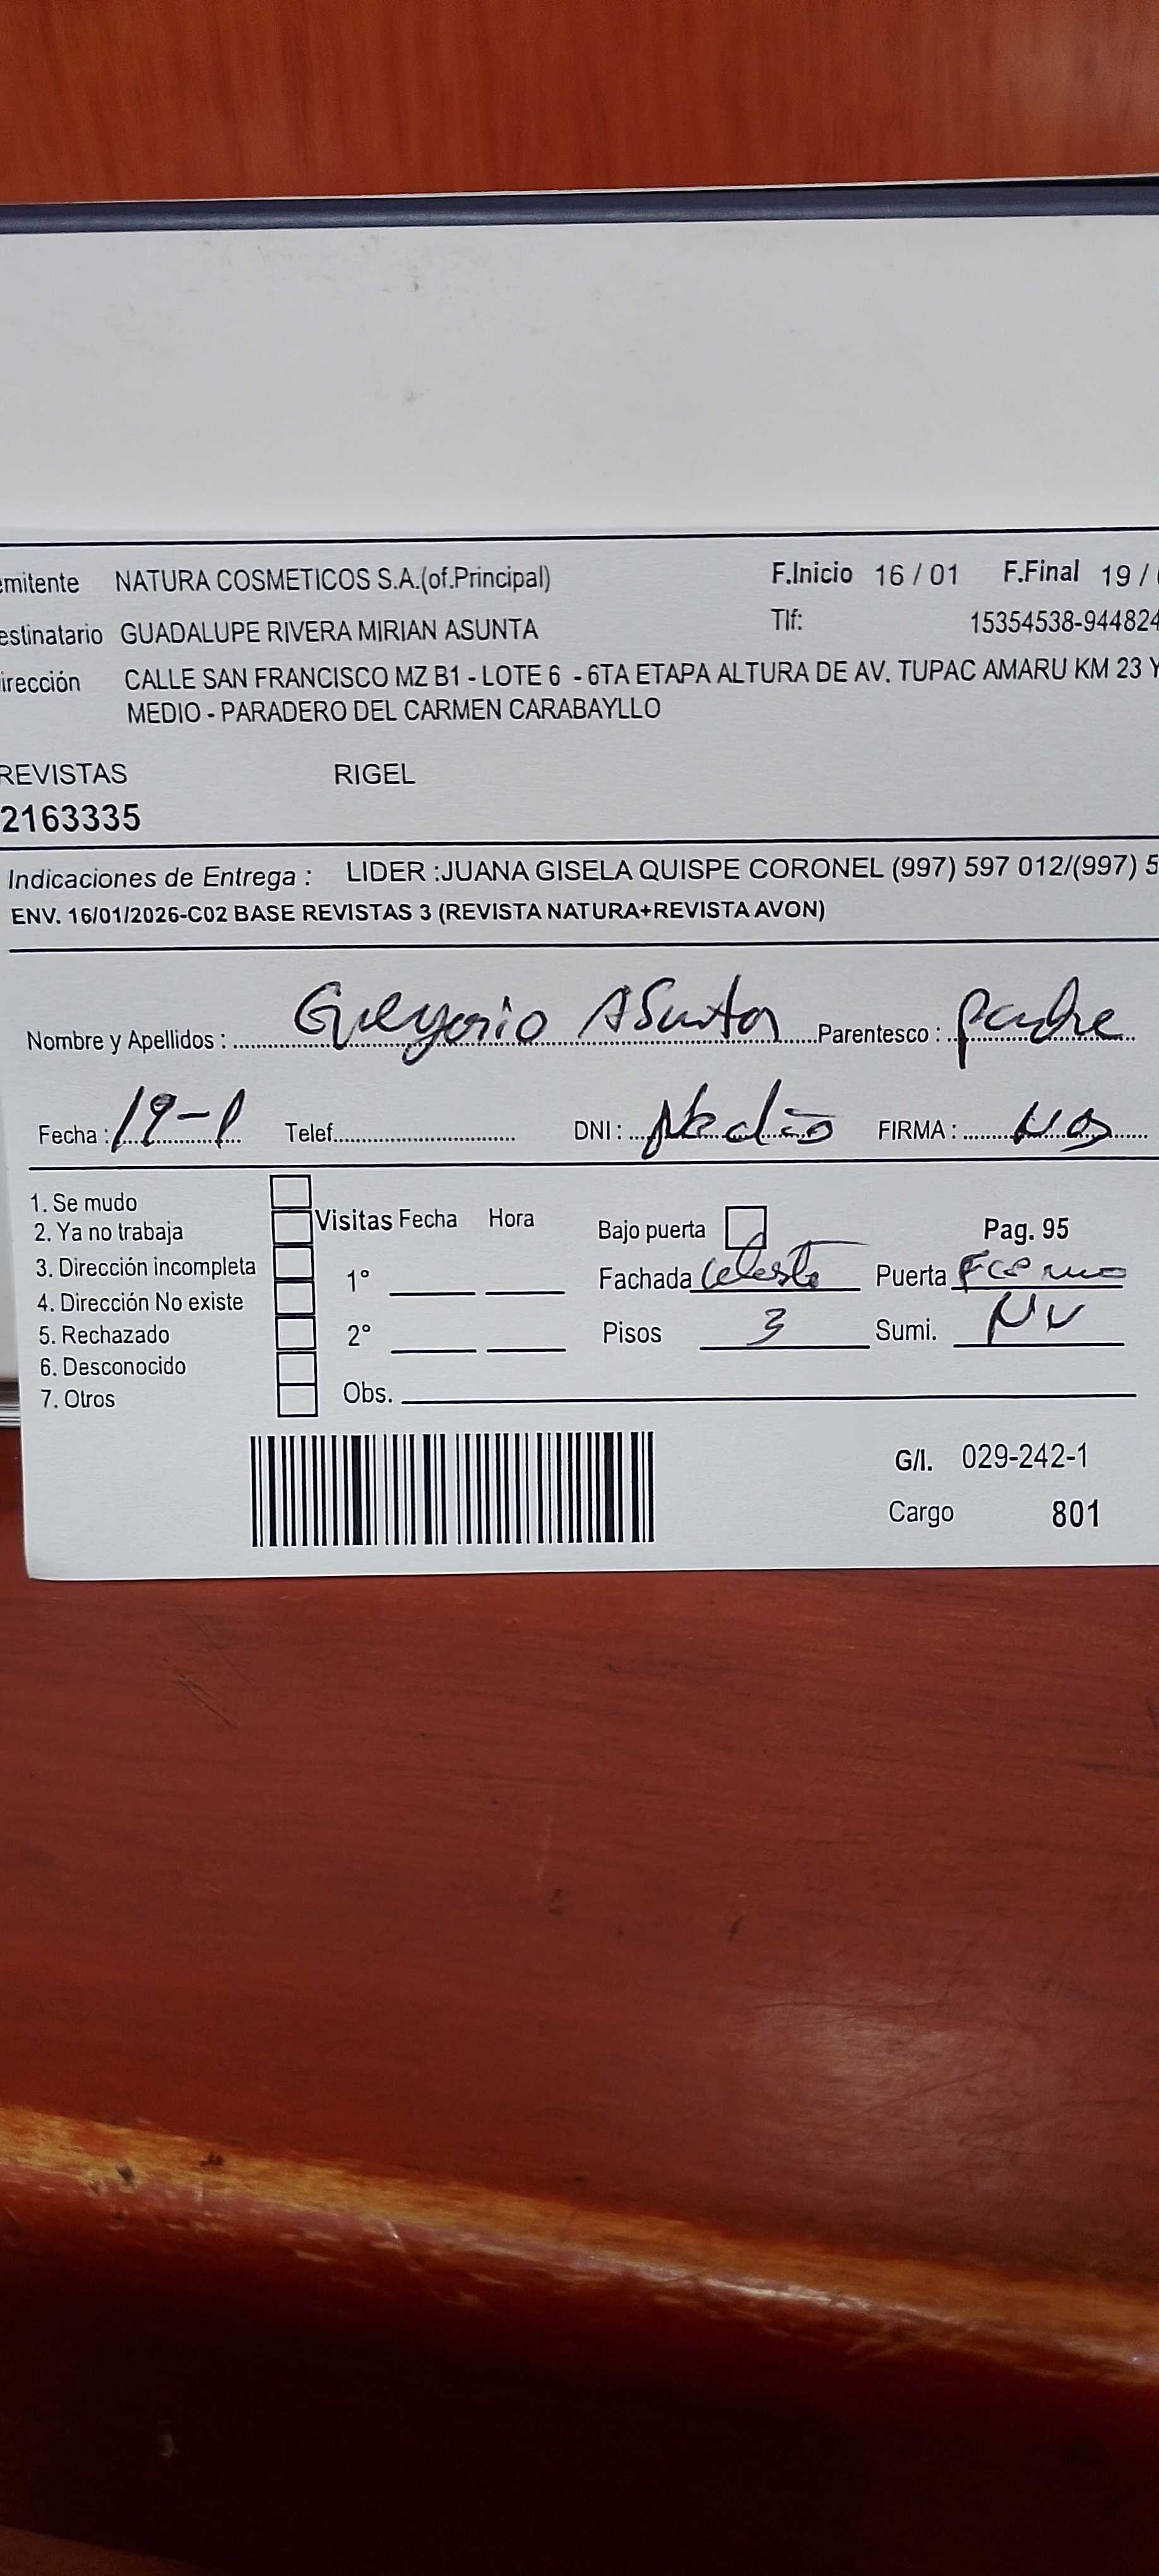 emitente NATURA COSMETICOS S.A.(of.Principal) F.Inicio 16 / 01 F.Final 19 /
estinatario GUADALUPE RIVERA MIRIAN ASUNTA Tlf: 15354538-944824
irección CALLE SAN FRANCISCO MZ B1 - LOTE 6 - 6TA ETAPA ALTURA DE AV. TUPAC AMARU KM 23 Y
MEDIO - PARADERO DEL CARMEN CARABAYLLO
REVISTAS RIGEL
2163335
Indicaciones de Entrega : LIDER :JUANA GISELA QUISPE CORONEL (997) 597 012/(997) 5
ENV. 16/01/2026-C02 BASE REVISTAS 3 (REVISTA NATURA+REVISTA AVON)
Nombre y Apellidos : Gregorio Asunta Parentesco : padre
Fecha : 19-1 Telef. DNI : No dio FIRMA :
1. Se mudo
2. Ya no trabaja Visitas Fecha Hora Bajo puerta Pag. 95
3. Dirección incompleta 1° Fachada Celeste Puerta
4. Dirección No existe
5. Rechazado 2° Pisos 3 Sumi. NV
6. Desconocido
7. Otros Obs.
G/I. 029-242-1
Cargo 801